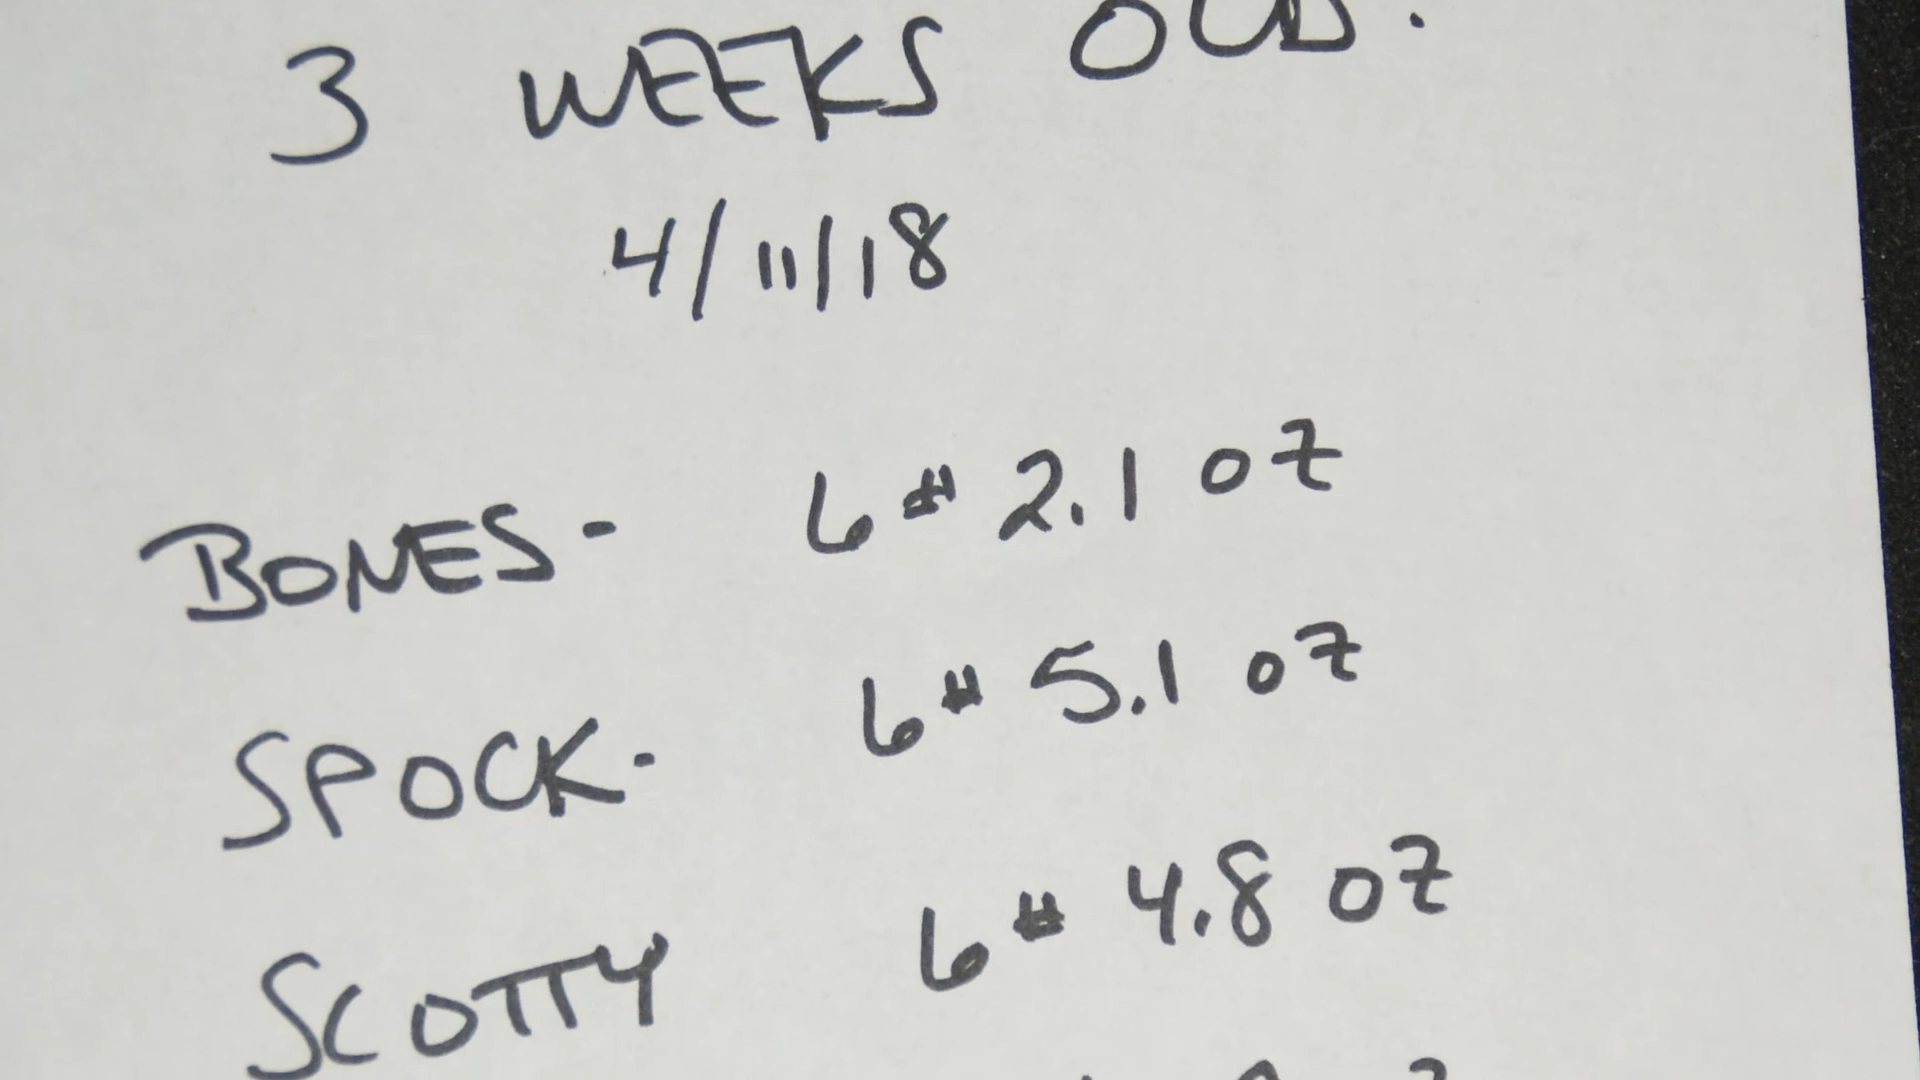 3 WEEKS OLD.
4/11/18
BONES- 6# 2.1 oz
SPOCK- 6# 5.1 oz
SCOTTY 6# 4.8 oz